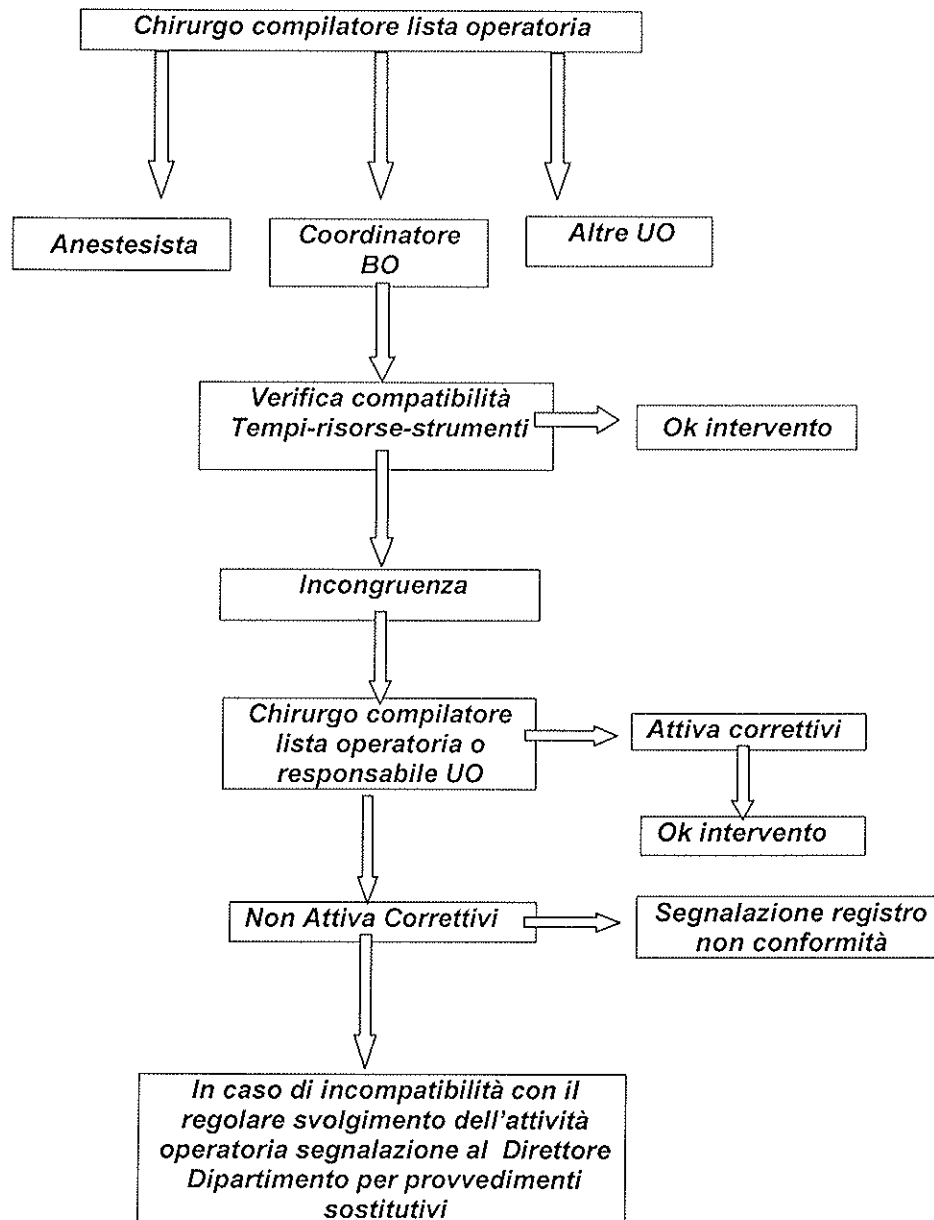 Chirurgo compilatore lista operatoria
Anestesista
Coordinatore
BO
Altre UO
Verifica compatibilità
Tempi-risorse-strumenti
Ok intervento
Incongruenza
Chirurgo compilatore
lista operatoria o
responsabile UO
Attiva correttivi
Ok intervento
Non Attiva Correttivi
Segnalazione registro
non conformità
In caso di incompatibilità con il
regolare svolgimento dell'attività
operatoria segnalazione al Direttore
Dipartimento per provvedimenti
sostitutivi